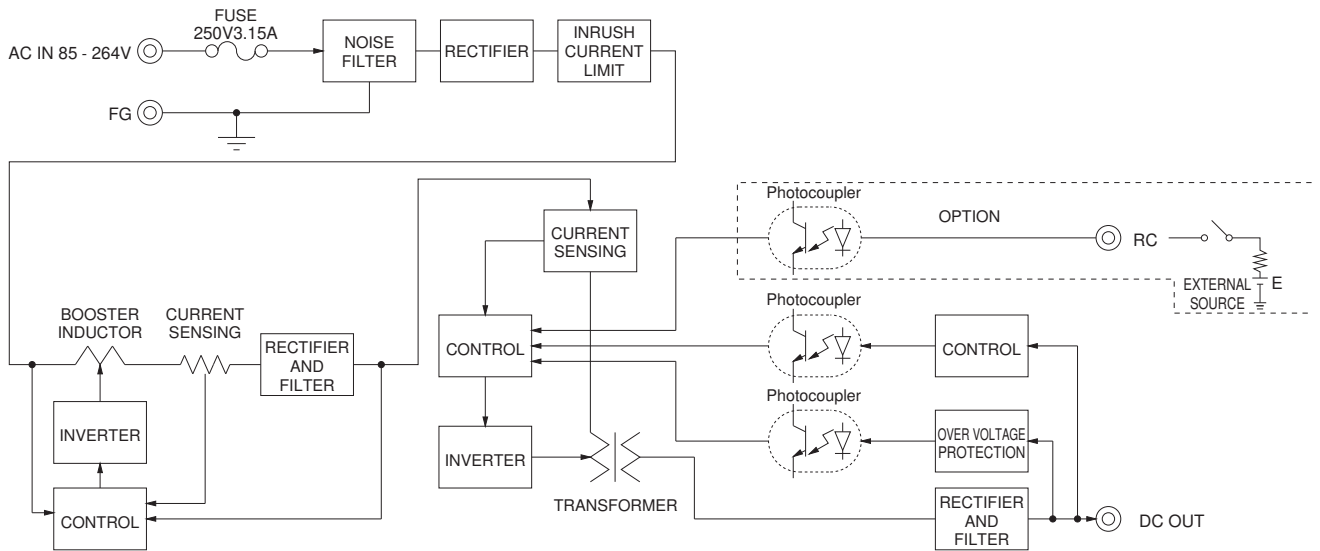 FUSE
250V3.15A
AC IN 85 - 264V
NOISE
FILTER
RECTIFIER
INRUSH
CURRENT
LIMIT
FG
Photocoupler
OPTION
RC
EXTERNAL
SOURCE
E
CURRENT
SENSING
BOOSTER
INDUCTOR
CURRENT
SENSING
RECTIFIER
AND
FILTER
CONTROL
Photocoupler
CONTROL
INVERTER
INVERTER
Photocoupler
OVER VOLTAGE
PROTECTION
TRANSFORMER
CONTROL
RECTIFIER
AND
FILTER
DC OUT